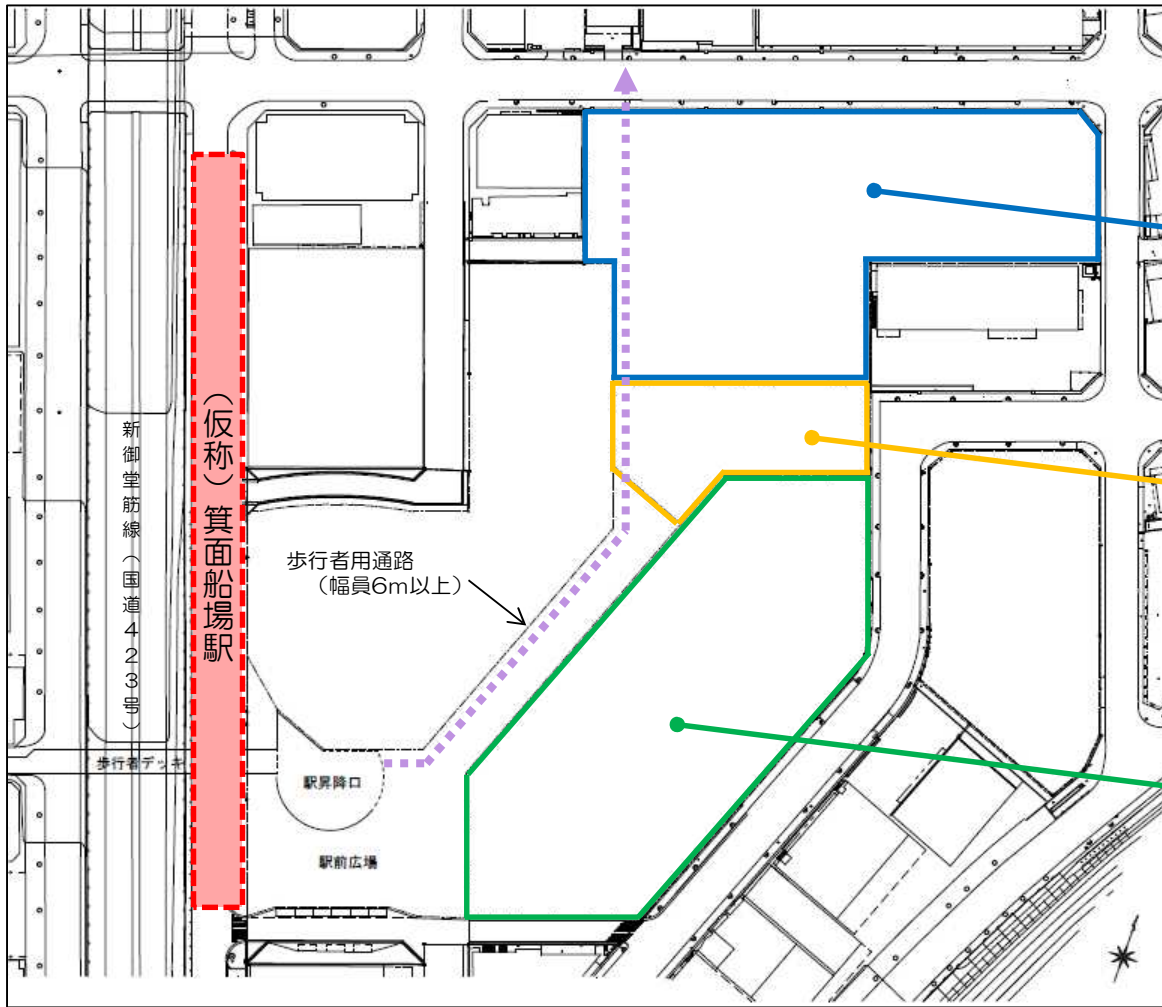 新御堂筋線（国道４２３号）
（仮称）箕面船場駅
歩行者用通路
（幅員6m以上）
歩行者デッキ
駅昇降口
駅前広場